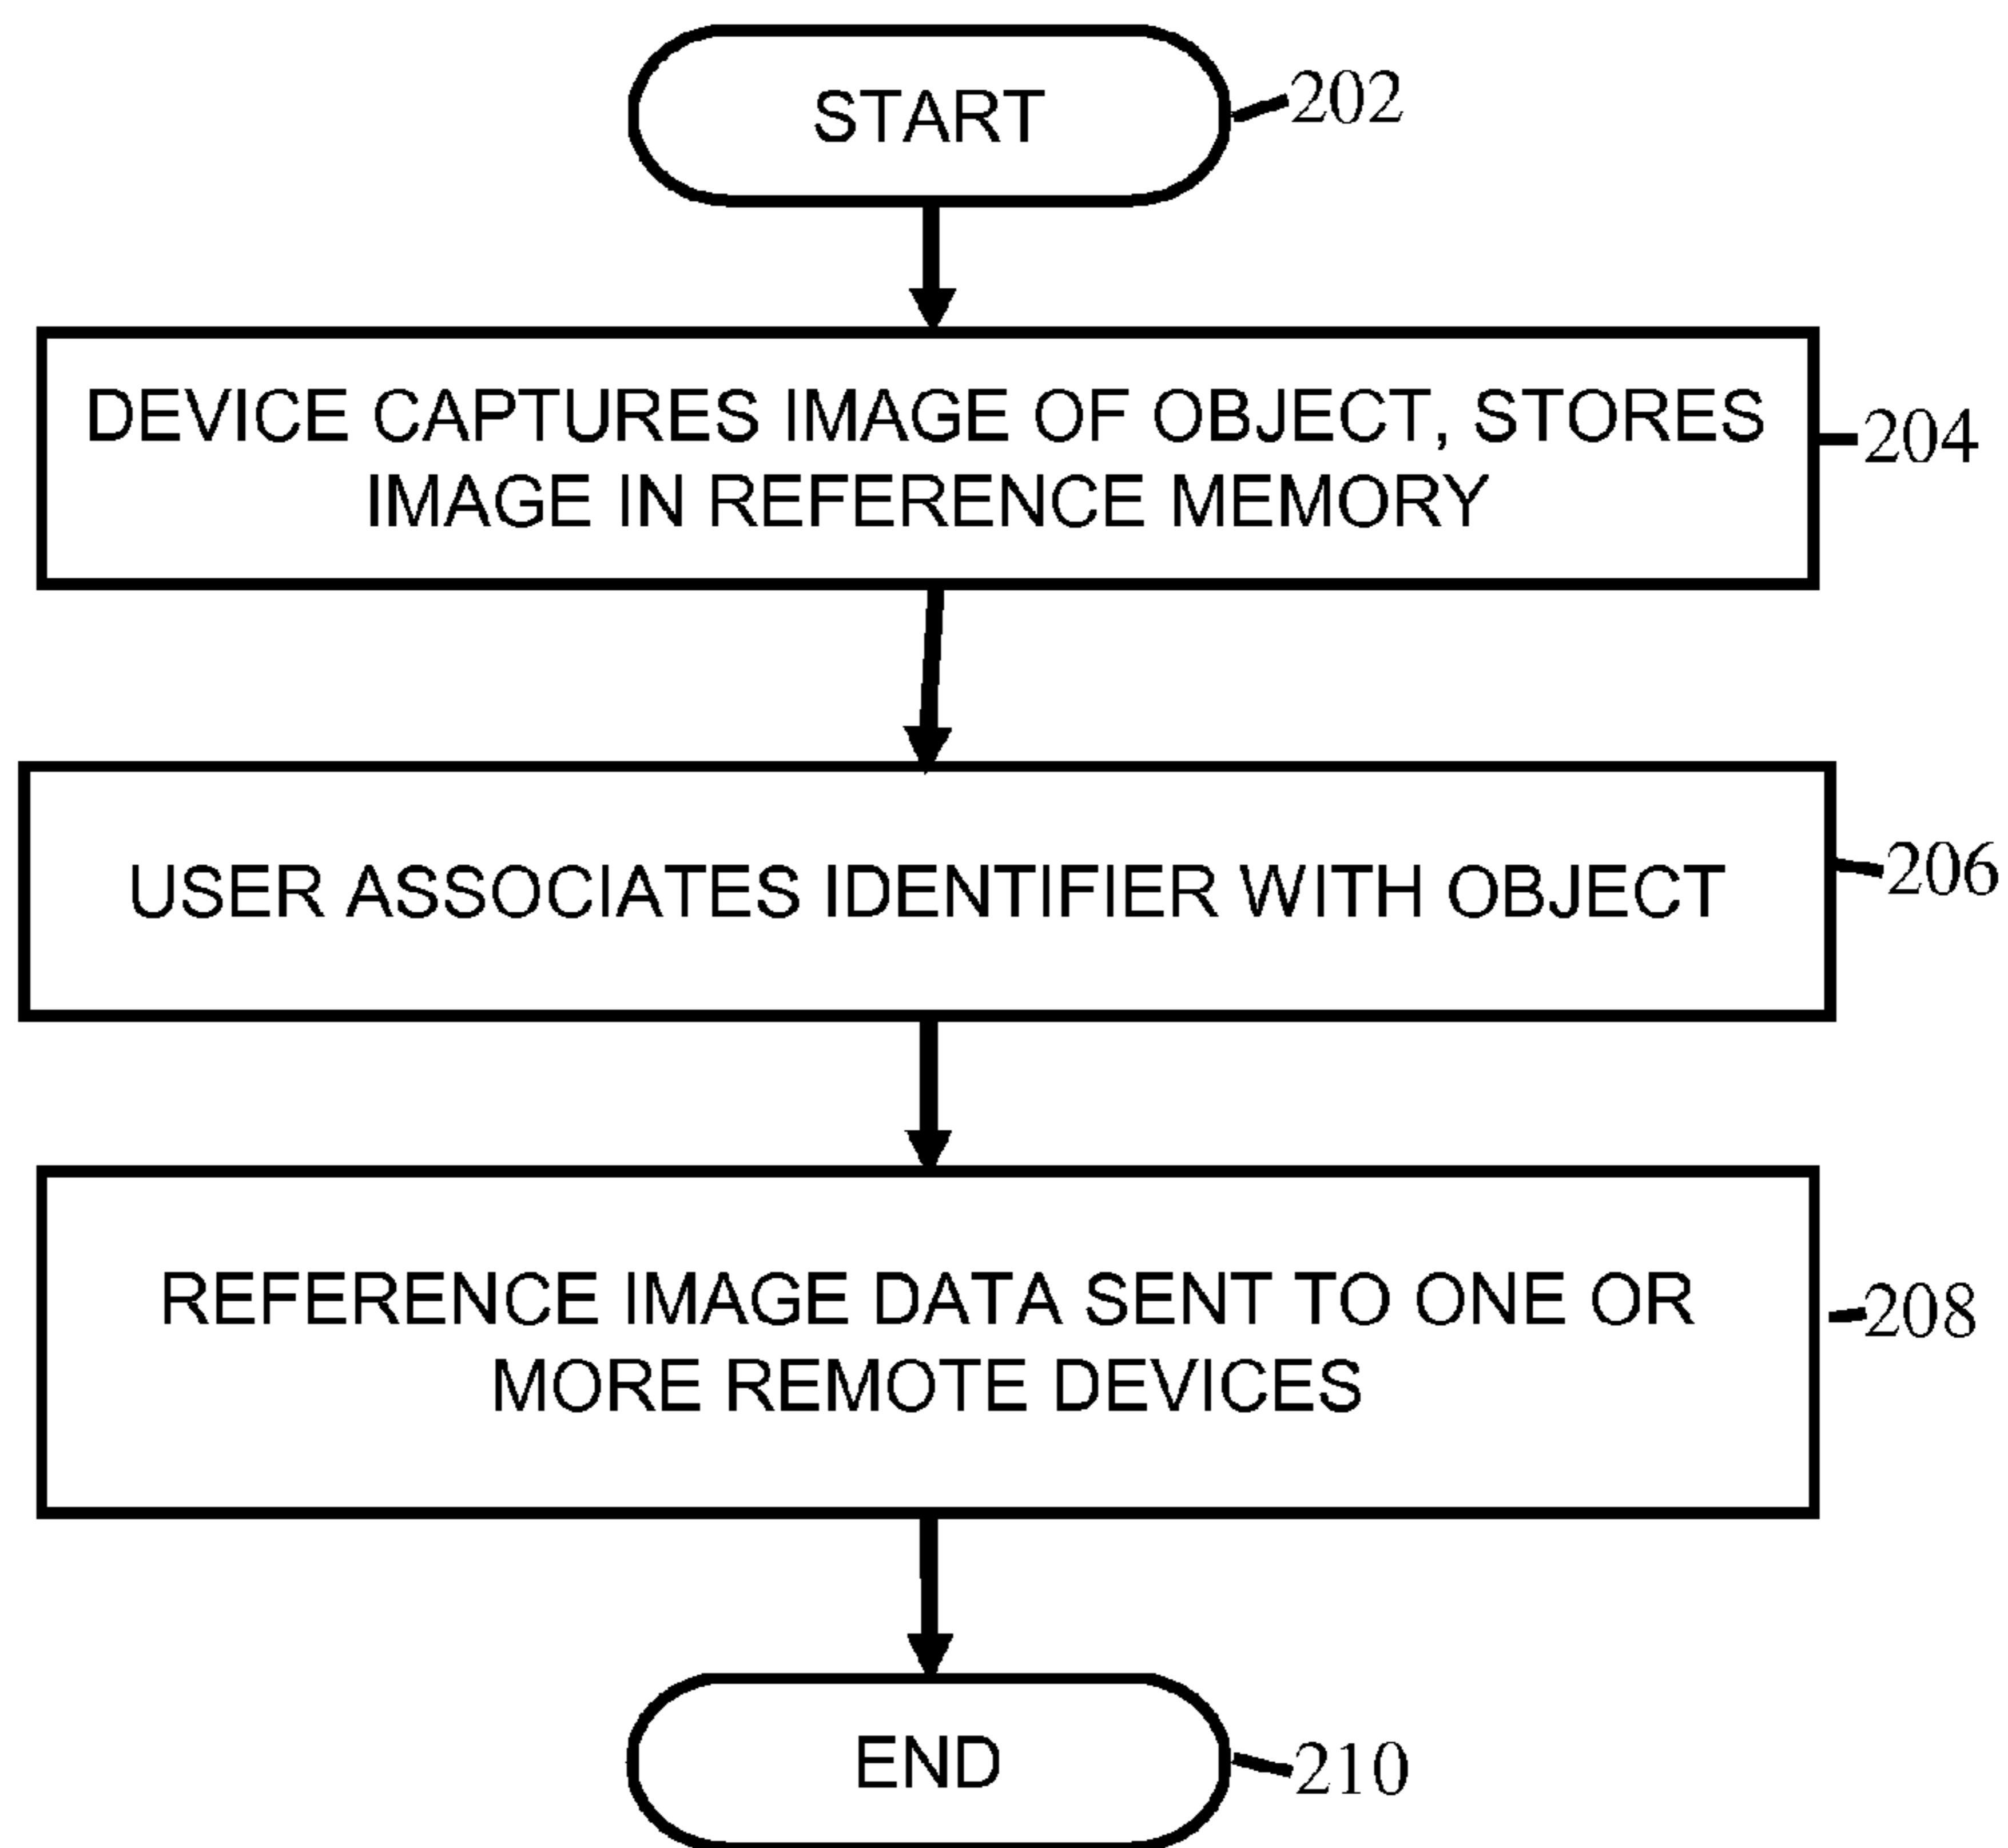 START
202
DEVICE CAPTURES IMAGE OF OBJECT, STORES
IMAGE IN REFERENCE MEMORY
204
USER ASSOCIATES IDENTIFIER WITH OBJECT
206
REFERENCE IMAGE DATA SENT TO ONE OR
MORE REMOTE DEVICES
208
END
210